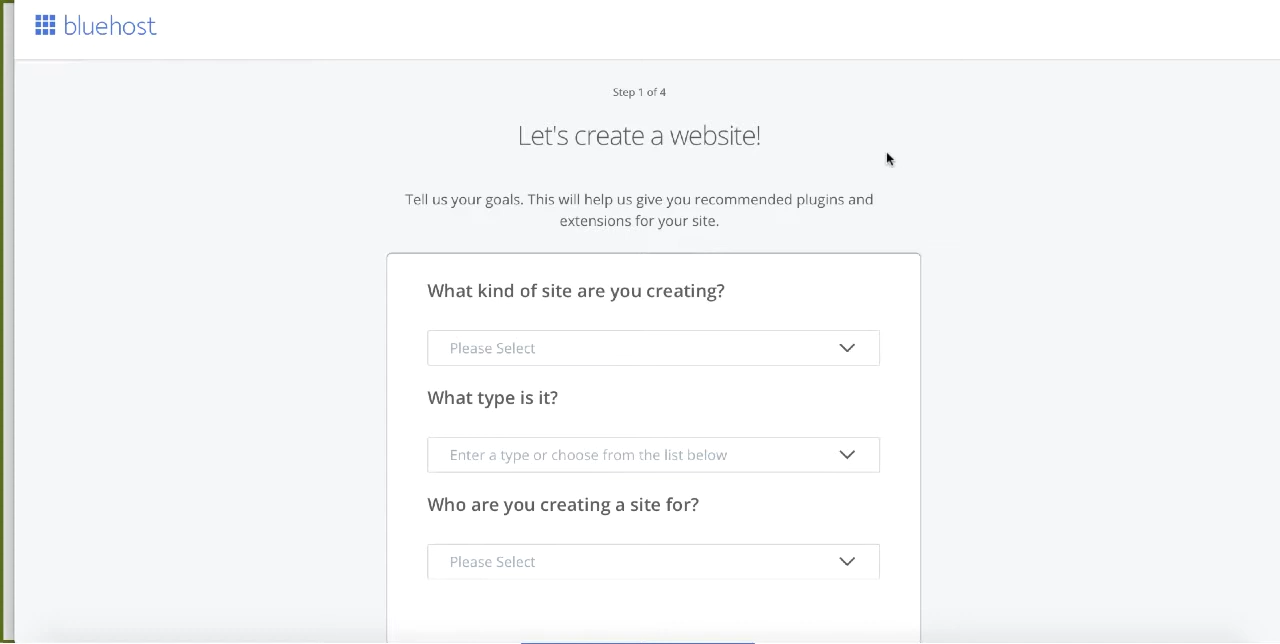 bluehost
Step 1 of 4
Let's create a website!
Tell us your goals. This will help us give you recommended plugins and
extensions for your site.
What kind of site are you creating?
Please Select
What type is it?
Enter a type or choose from the list below
Who are you creating a site for?
Please Select